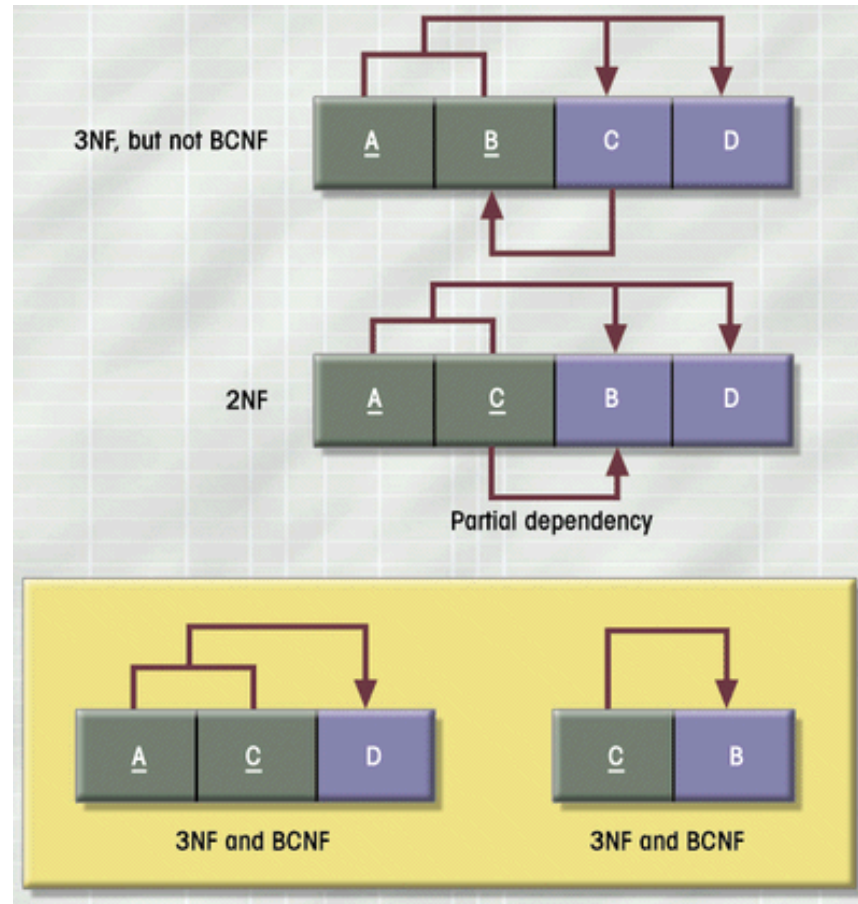 3NF, but not BCNF
A B C D
2NF
A C B D
Partial dependency
A C D
C B
3NF and BCNF
3NF and BCNF